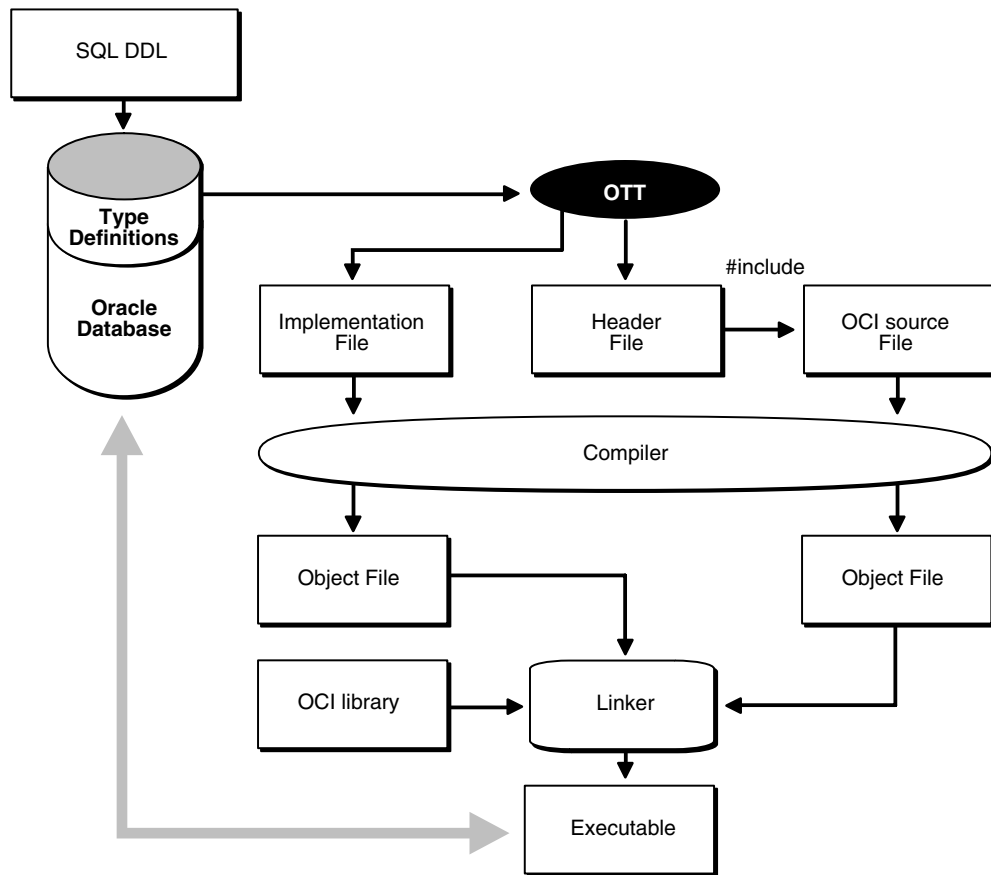 SQL DDL
Type
Definitions
Oracle
Database
OTT
#include
Implementation
File
Header
File
OCI source
File
Compiler
Object File
Object File
OCI library
Linker
Executable